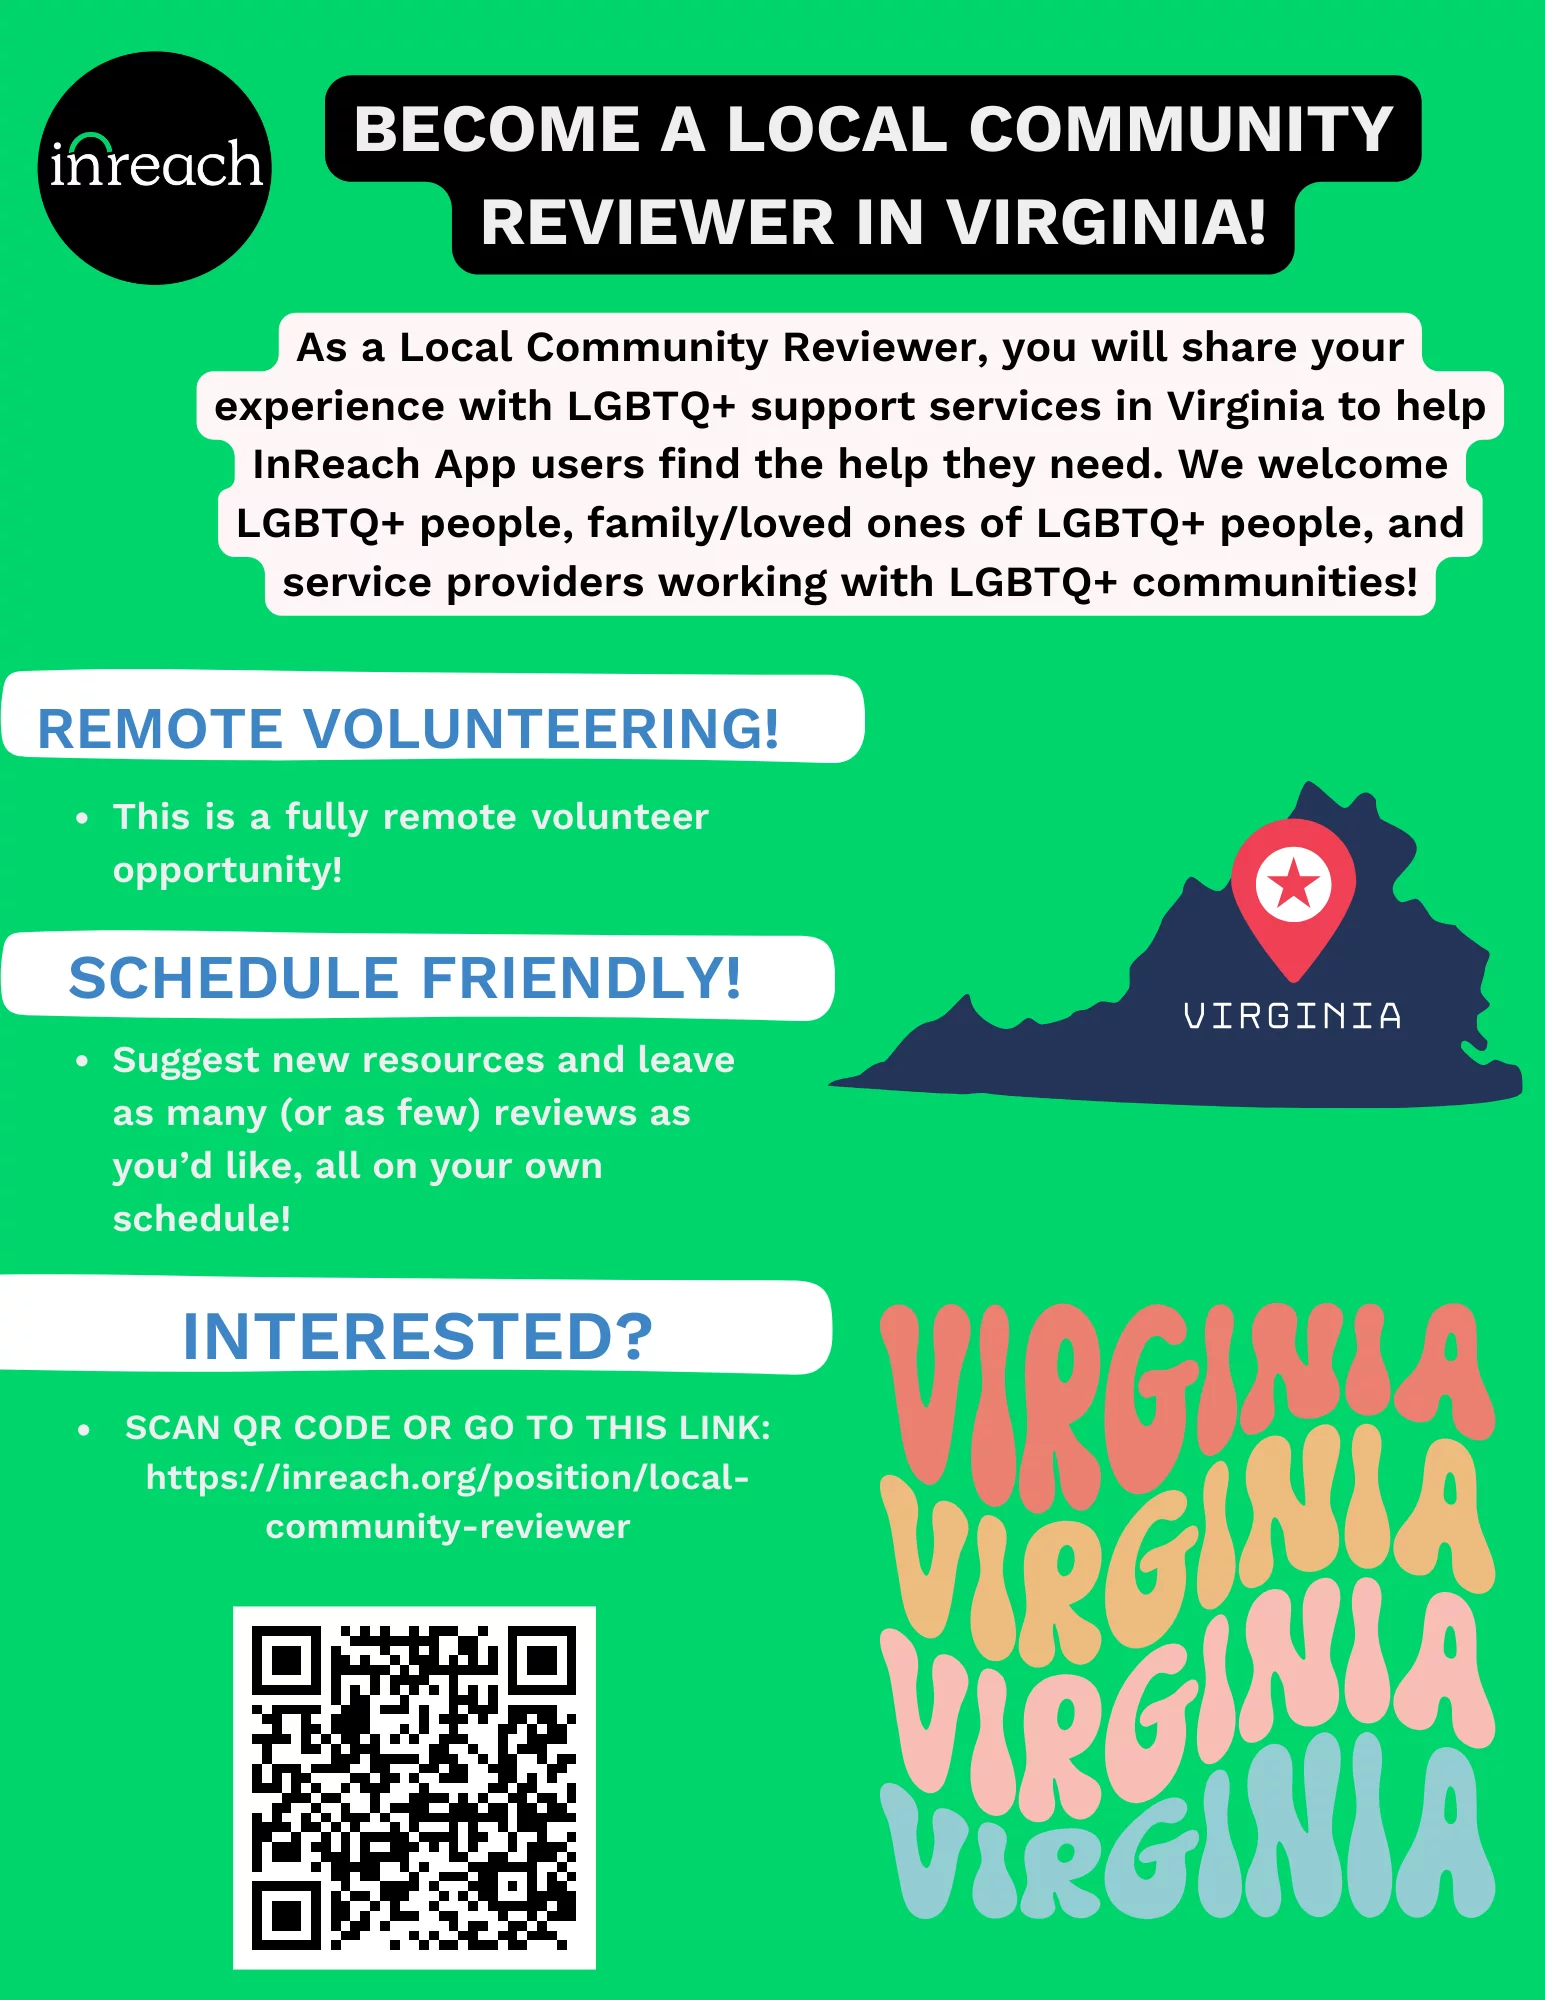 inreach
BECOME A LOCAL COMMUNITY
REVIEWER IN VIRGINIA!
As a Local Community Reviewer, you will share your
experience with LGBTQ+ support services in Virginia to help
InReach App users find the help they need. We welcome
LGBTQ+ people, family/loved ones of LGBTQ+ people, and
service providers working with LGBTQ+ communities!
REMOTE VOLUNTEERING!
• This is a fully remote volunteer
opportunity!
SCHEDULE FRIENDLY!
• Suggest new resources and leave
as many (or as few) reviews as
you’d like, all on your own
schedule!
VIRGINIA
INTERESTED?
• SCAN QR CODE OR GO TO THIS LINK:
https://inreach.org/position/local-
community-reviewer
VIRGINIA
VIRGINIA
VIRGINIA
VIRGINIA